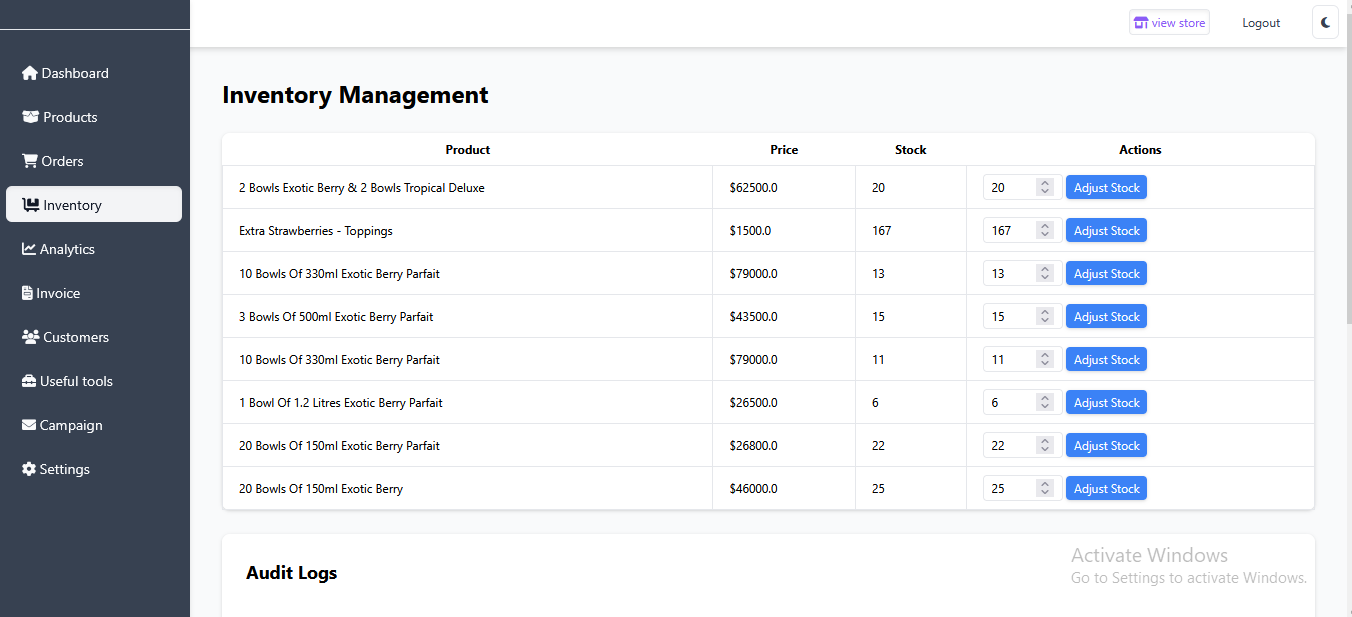 view store
Logout
Dashboard
Products
Orders
Inventory
Analytics
Invoice
Customers
Useful tools
Campaign
Settings
Inventory Management
Product Price Stock Actions
2 Bowls Exotic Berry & 2 Bowls Tropical Deluxe $62500.0 20 20 Adjust Stock
Extra Strawberries - Toppings $1500.0 167 167 Adjust Stock
10 Bowls Of 330ml Exotic Berry Parfait $79000.0 13 13 Adjust Stock
3 Bowls Of 500ml Exotic Berry Parfait $43500.0 15 15 Adjust Stock
10 Bowls Of 330ml Exotic Berry Parfait $79000.0 11 11 Adjust Stock
1 Bowl Of 1.2 Litres Exotic Berry Parfait $26500.0 6 6 Adjust Stock
20 Bowls Of 150ml Exotic Berry Parfait $26800.0 22 22 Adjust Stock
20 Bowls Of 150ml Exotic Berry $46000.0 25 25 Adjust Stock
Audit Logs
Activate Windows
Go to Settings to activate Windows.